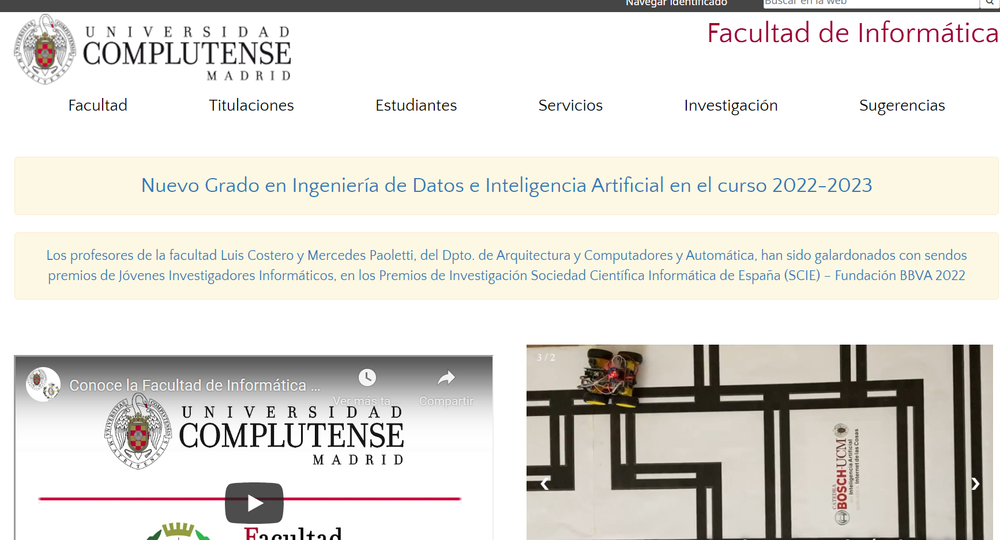 Navegar identificado
Buscar en la web
UNIVERSIDAD
COMPLUTENSE
MADRID
Facultad de Informática
Facultad
Titulaciones
Estudiantes
Servicios
Investigación
Sugerencias
Nuevo Grado en Ingeniería de Datos e Inteligencia Artificial en el curso 2022-2023
Los profesores de la facultad Luis Costero y Mercedes Paoletti, del Dpto. de Arquitectura y Computadores y Automática, han sido galardonados con sendos
premios de Jóvenes Investigadores Informáticos, en los Premios de Investigación Sociedad Científica Informática de España (SCIE) – Fundación BBVA 2022
Conoce la Facultad de Informática ...
Ver más ta...
Compartir
UNIVERSIDAD
COMPLUTENSE
MADRID
Facultad
3 / 2
CÁTEDRA
BOSCH-UCM
Inteligencia Artificial
Internet de las Cosas